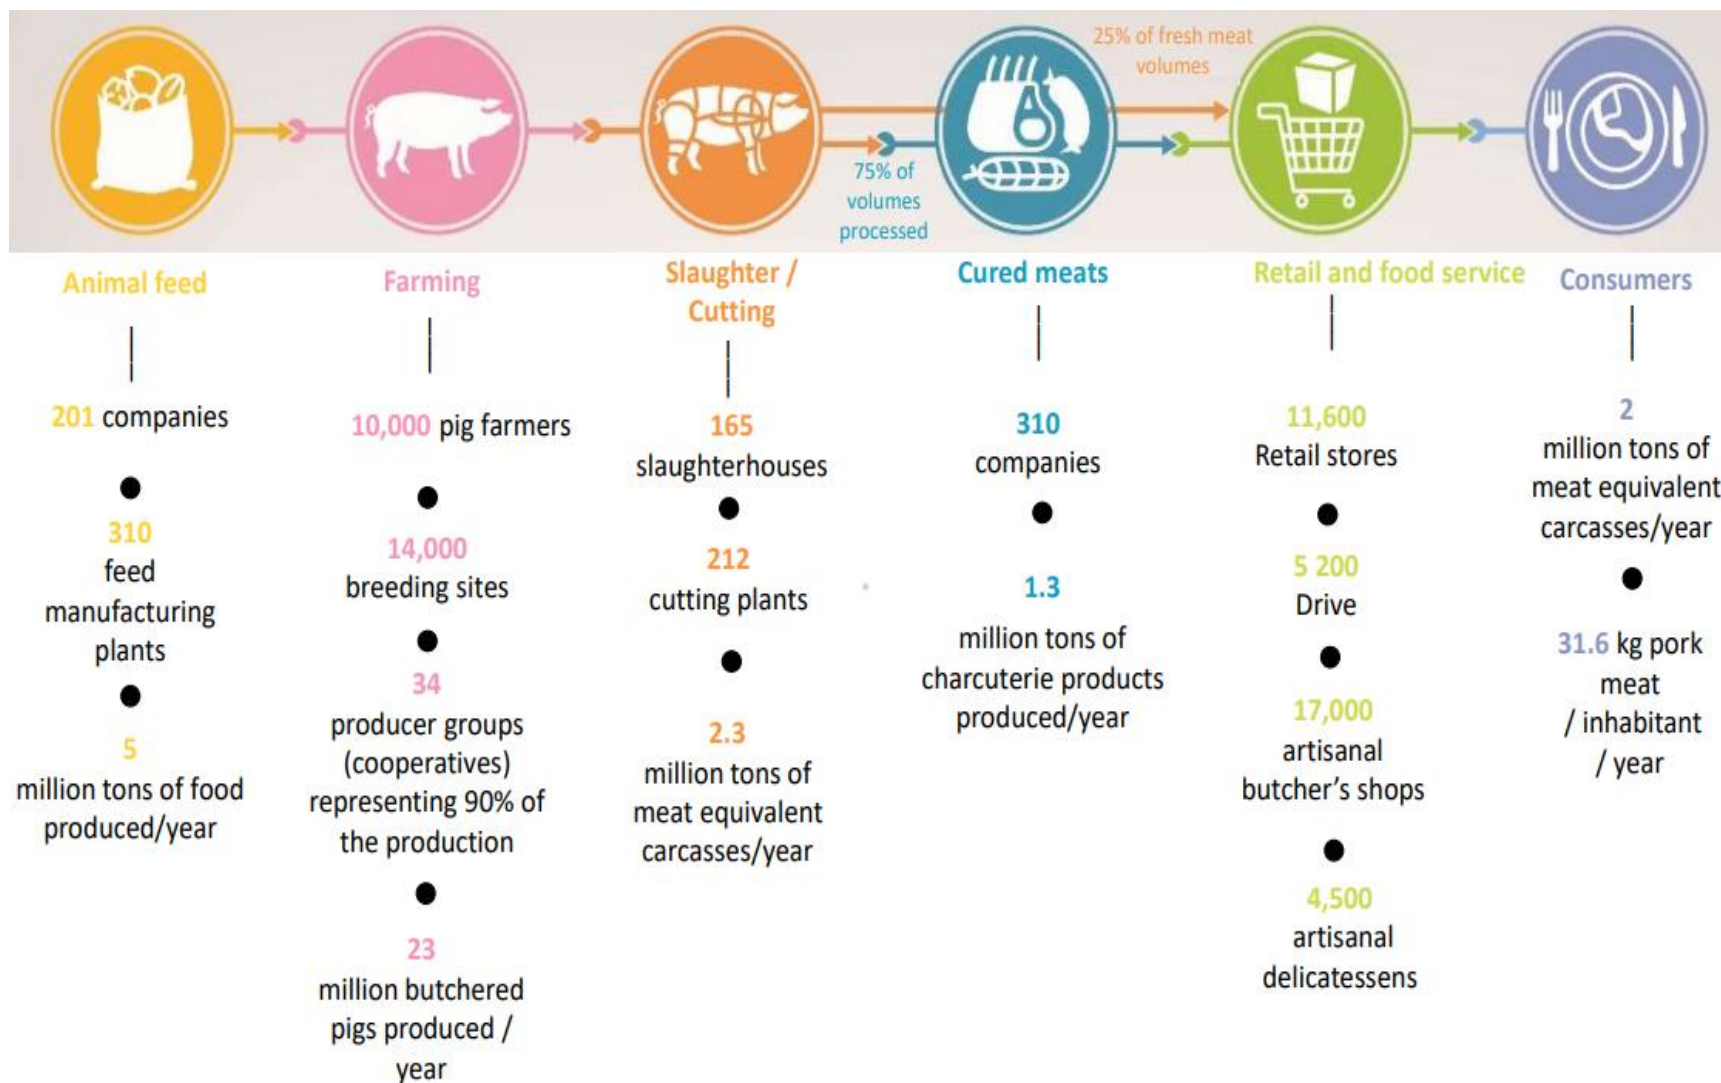 25% of fresh meat
volumes
75% of
volumes
processed
Animal feed
201 companies
310
feed
manufacturing
plants
5
million tons of food
produced/year
Farming
10,000 pig farmers
14,000
breeding sites
34
producer groups
(cooperatives)
representing 90% of
the production
23
million butchered
pigs produced /
year
Slaughter /
Cutting
165
slaughterhouses
212
cutting plants
2.3
million tons of
meat equivalent
carcasses/year
Cured meats
310
companies
1.3
million tons of
charcuterie products
produced/year
Retail and food service
11,600
Retail stores
5 200
Drive
17,000
artisanal
butcher’s shops
4,500
artisanal
delicatessens
Consumers
2
million tons of
meat equivalent
carcasses/year
31.6 kg pork
meat
/ inhabitant
/ year